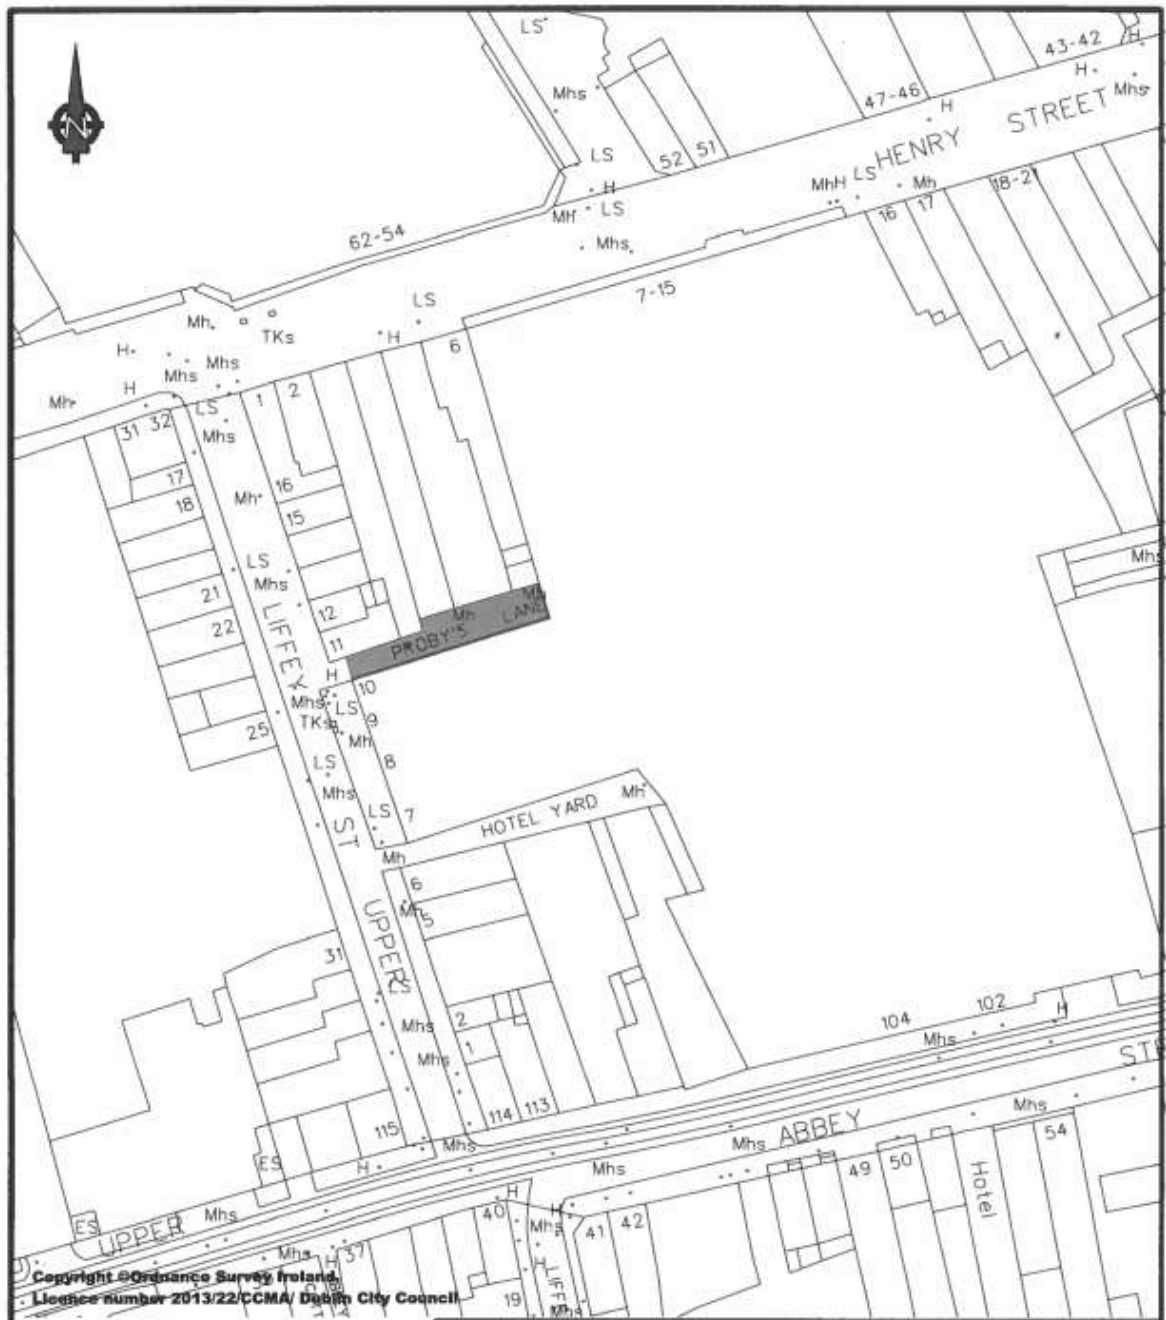 LS
43-42
H
H
Mhs
Mhs
47-46
H
HENRY STREET
N
LS
52
51
H
MhH
LS
Mh
18-21
Mh
LS
16
17
62-54
Mhs
7-15
LS
Mh
TKs
H
6
H
Mhs
Mhs
H
2
Mh
LS
1
31
32
Mhs
17
16
Mh
18
15
LS
Mhs
Mhs
21
12
Mh
22
LIFFEY ST UPPER
11
PROBY'S LANE
H
10
Mhs
LS
9
TKs
25
Mh
8
LS
Mhs
LS
7
HOTEL YARD
Mh
Mh
6
Mh
5
31
LS
2
102
H
Mhs
104
1
Mhs
Mhs
STR
114
113
Mhs
115
ABBEY
Mhs
Mhs
54
ES
H
Mhs
49
50
Hotel
40
H
ES
Mhs
H
UPPER
Mhs
41
42
Mhs
37
H
H
19
LIFFE
Mhs
Copyright ©Ordnance Survey Ireland.
Licence number 2013/22/CCMA/ Dublin City Council